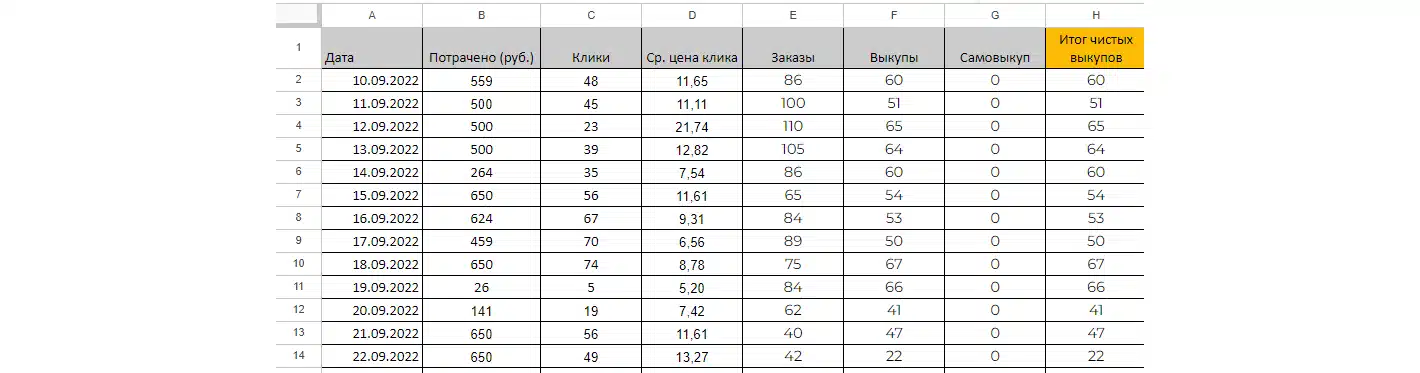 A B C D E F G H
1 Дата Потрачено (руб.) Клики Ср. цена клика Заказы Выкупы Самовыкуп Итог чистых выкупов
2 10.09.2022 559 48 11,65 86 60 0 60
3 11.09.2022 500 45 11,11 100 51 0 51
4 12.09.2022 500 23 21,74 110 65 0 65
5 13.09.2022 500 39 12,82 105 64 0 64
6 14.09.2022 264 35 7,54 86 60 0 60
7 15.09.2022 650 56 11,61 65 54 0 54
8 16.09.2022 624 67 9,31 84 53 0 53
9 17.09.2022 459 70 6,56 89 50 0 50
10 18.09.2022 650 74 8,78 75 67 0 67
11 19.09.2022 26 5 5,20 84 66 0 66
12 20.09.2022 141 19 7,42 62 41 0 41
13 21.09.2022 650 56 11,61 40 47 0 47
14 22.09.2022 650 49 13,27 42 22 0 22